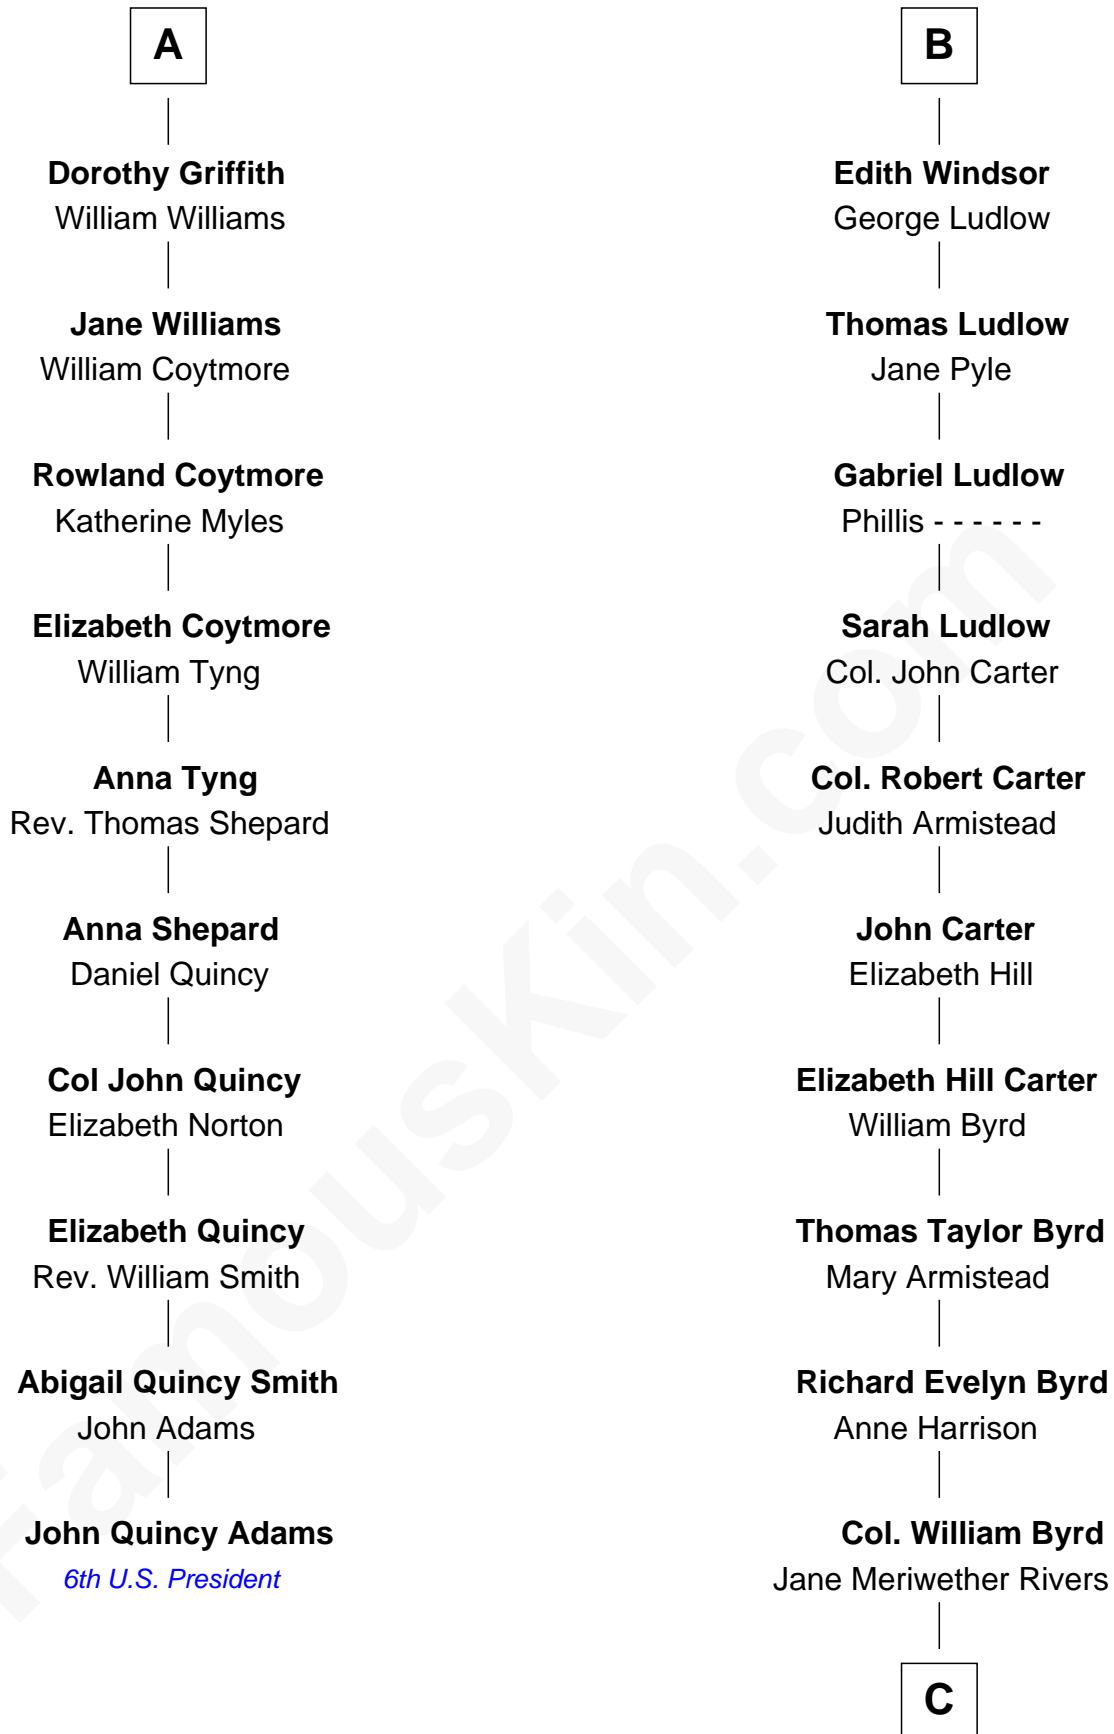 A
Dorothy Griffith
William Williams
Jane Williams
William Coytmore
Rowland Coytmore
Katherine Myles
Elizabeth Coytmore
William Tyng
Anna Tyng
Rev. Thomas Shepard
Anna Shepard
Daniel Quincy
Col John Quincy
Elizabeth Norton
Elizabeth Quincy
Rev. William Smith
Abigail Quincy Smith
John Adams
John Quincy Adams
6th U.S. President
B
Edith Windsor
George Ludlow
Thomas Ludlow
Jane Pyle
Gabriel Ludlow
Phillis - - - - - -
Sarah Ludlow
Col. John Carter
Col. Robert Carter
Judith Armistead
John Carter
Elizabeth Hill
Elizabeth Hill Carter
William Byrd
Thomas Taylor Byrd
Mary Armistead
Richard Evelyn Byrd
Anne Harrison
Col. William Byrd
Jane Meriwether Rivers
C
FamousKin.com